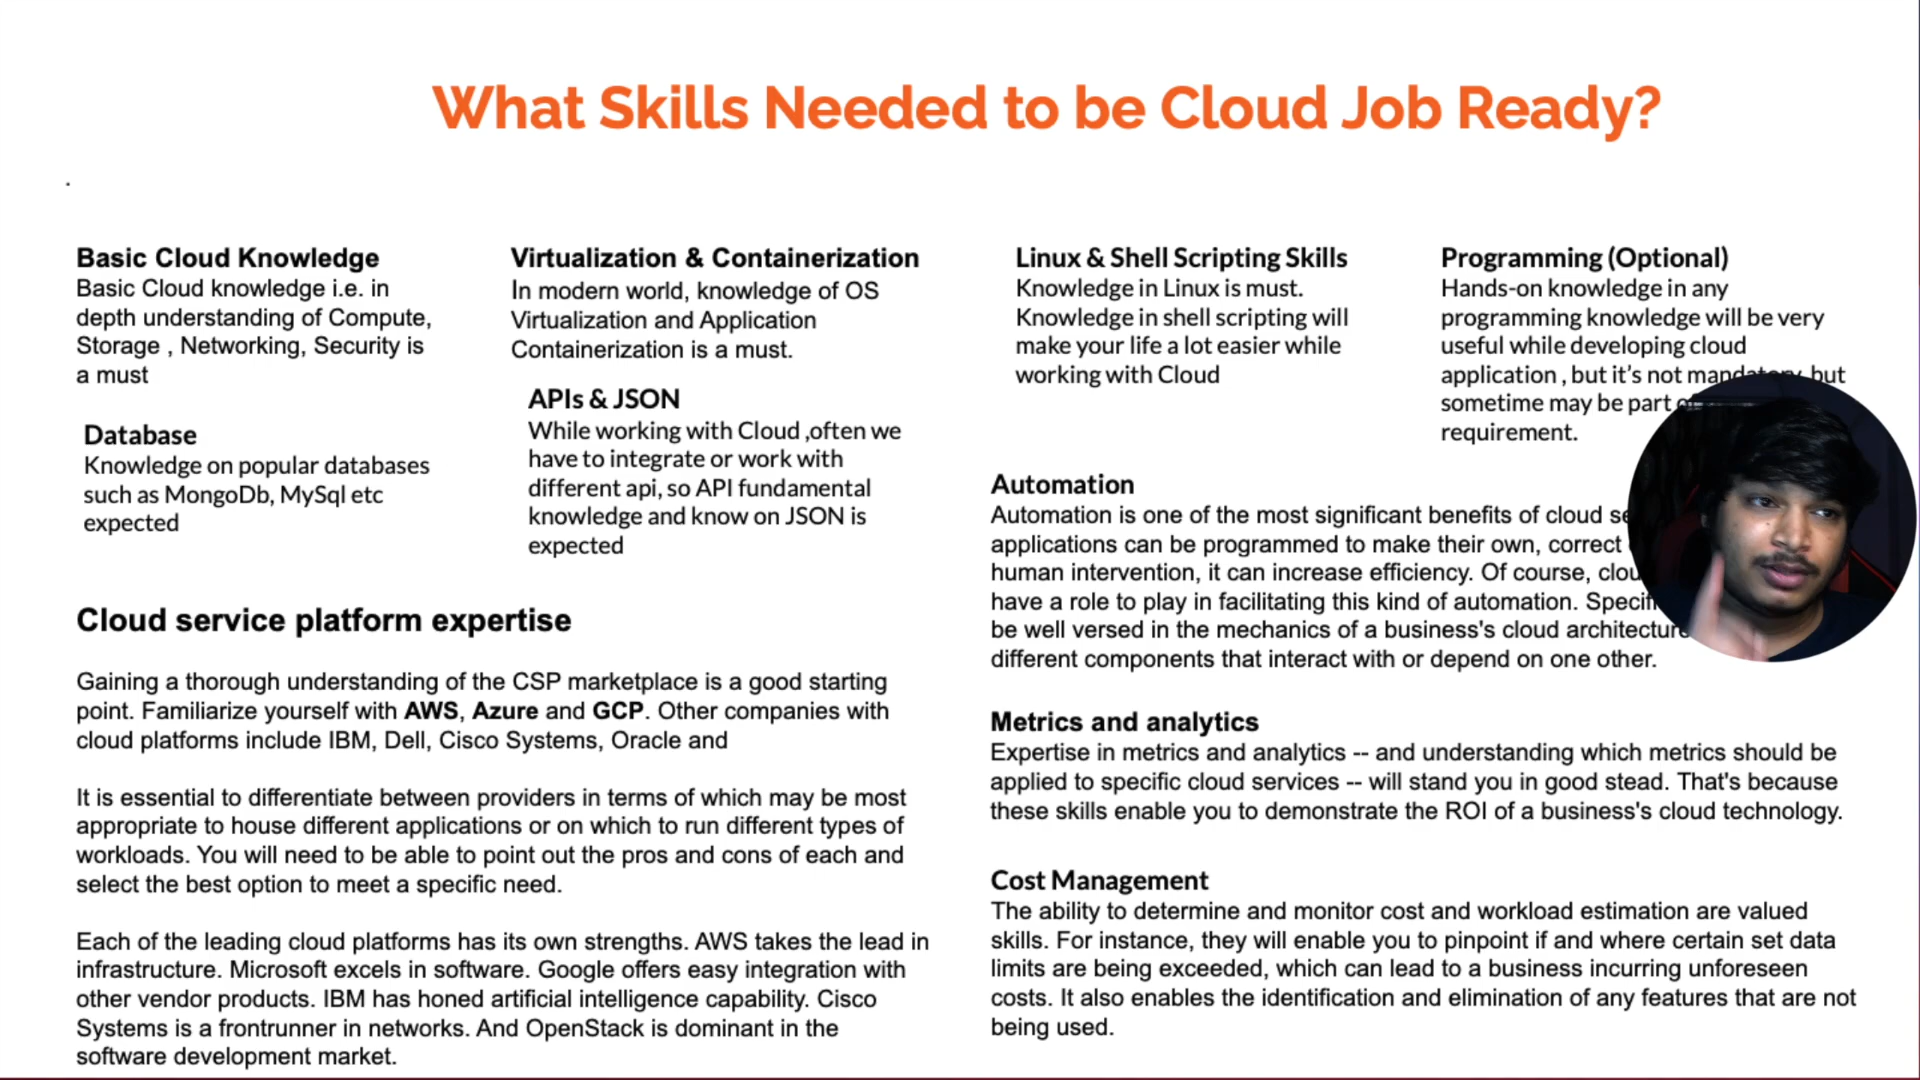 What Skills Needed to be Cloud Job Ready?
.
Basic Cloud Knowledge
Basic Cloud knowledge i.e. in
depth understanding of Compute,
Storage , Networking, Security is
a must
Database
Knowledge on popular databases
such as MongoDb, MySql etc
expected
Virtualization & Containerization
In modern world, knowledge of OS
Virtualization and Application
Containerization is a must.
APIs & JSON
While working with Cloud ,often we
have to integrate or work with
different api, so API fundamental
knowledge and know on JSON is
expected
Linux & Shell Scripting Skills
Knowledge in Linux is must.
Knowledge in shell scripting will
make your life a lot easier while
working with Cloud
Programming (Optional)
Hands-on knowledge in any
programming knowledge will be very
useful while developing cloud
application , but it’s not mandatory, but
sometime may be part
requirement.
Cloud service platform expertise
Gaining a thorough understanding of the CSP marketplace is a good starting
point. Familiarize yourself with AWS, Azure and GCP. Other companies with
cloud platforms include IBM, Dell, Cisco Systems, Oracle and
It is essential to differentiate between providers in terms of which may be most
appropriate to house different applications or on which to run different types of
workloads. You will need to be able to point out the pros and cons of each and
select the best option to meet a specific need.
Each of the leading cloud platforms has its own strengths. AWS takes the lead in
infrastructure. Microsoft excels in software. Google offers easy integration with
other vendor products. IBM has honed artificial intelligence capability. Cisco
Systems is a frontrunner in networks. And OpenStack is dominant in the
software development market.
Automation
Automation is one of the most significant benefits of cloud
applications can be programmed to make their own, correct
human intervention, it can increase efficiency. Of course,
have a role to play in facilitating this kind of automation.
be well versed in the mechanics of a business's cloud architecture
different components that interact with or depend on one other.
Metrics and analytics
Expertise in metrics and analytics -- and understanding which metrics should be
applied to specific cloud services -- will stand you in good stead. That's because
these skills enable you to demonstrate the ROI of a business's cloud technology.
Cost Management
The ability to determine and monitor cost and workload estimation are valued
skills. For instance, they will enable you to pinpoint if and where certain set data
limits are being exceeded, which can lead to a business incurring unforeseen
costs. It also enables the identification and elimination of any features that are not
being used.